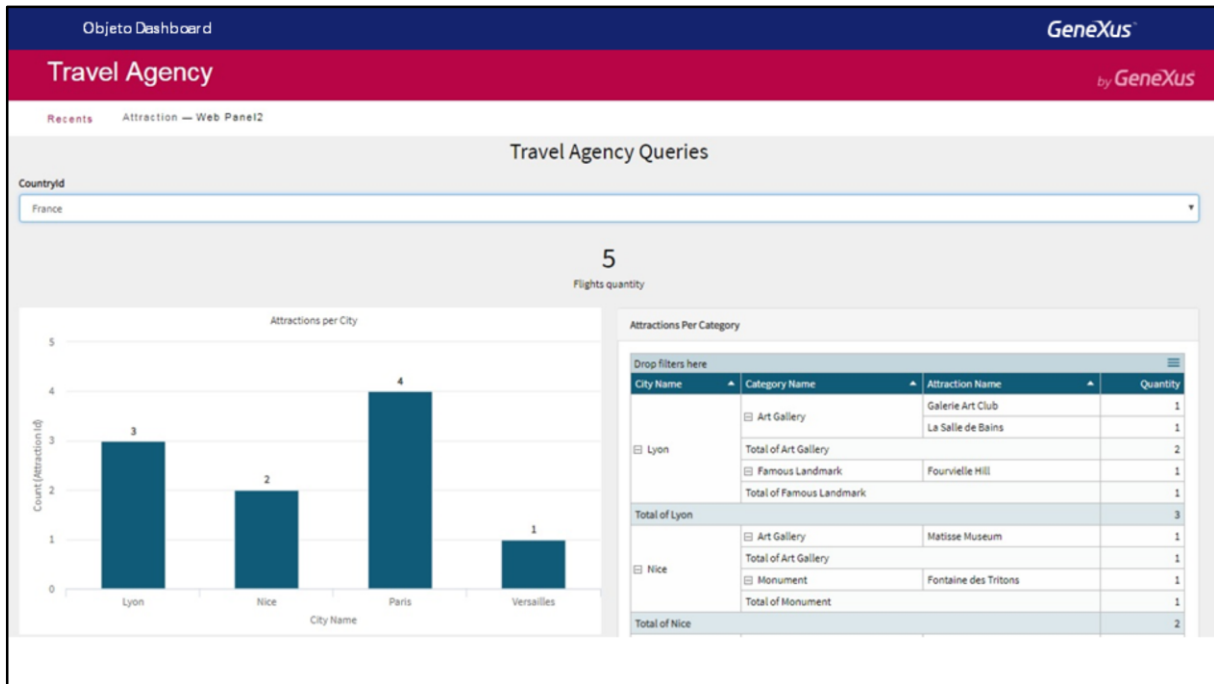 Objeto Dashboard
GeneXus
Travel Agency
by GeneXus
Recents Attraction — Web Panel2
Travel Agency Queries
CountryId
France
5
Flights quantity
Attractions per City
5
4
3
2
1
0
Count (Attraction Id)
3
2
4
1
Lyon Nice Paris Versailles
City Name
Attractions Per Category
Drop filters here
City Name Category Name Attraction Name Quantity
Lyon Art Gallery Galerie Art Club 1
La Salle de Bains 1
Total of Art Gallery 2
Famous Landmark Fourvielle Hill 1
Total of Famous Landmark 1
Total of Lyon 3
Nice Art Gallery Matisse Museum 1
Total of Art Gallery 1
Monument Fontaine des Tritons 1
Total of Monument 1
Total of Nice 2